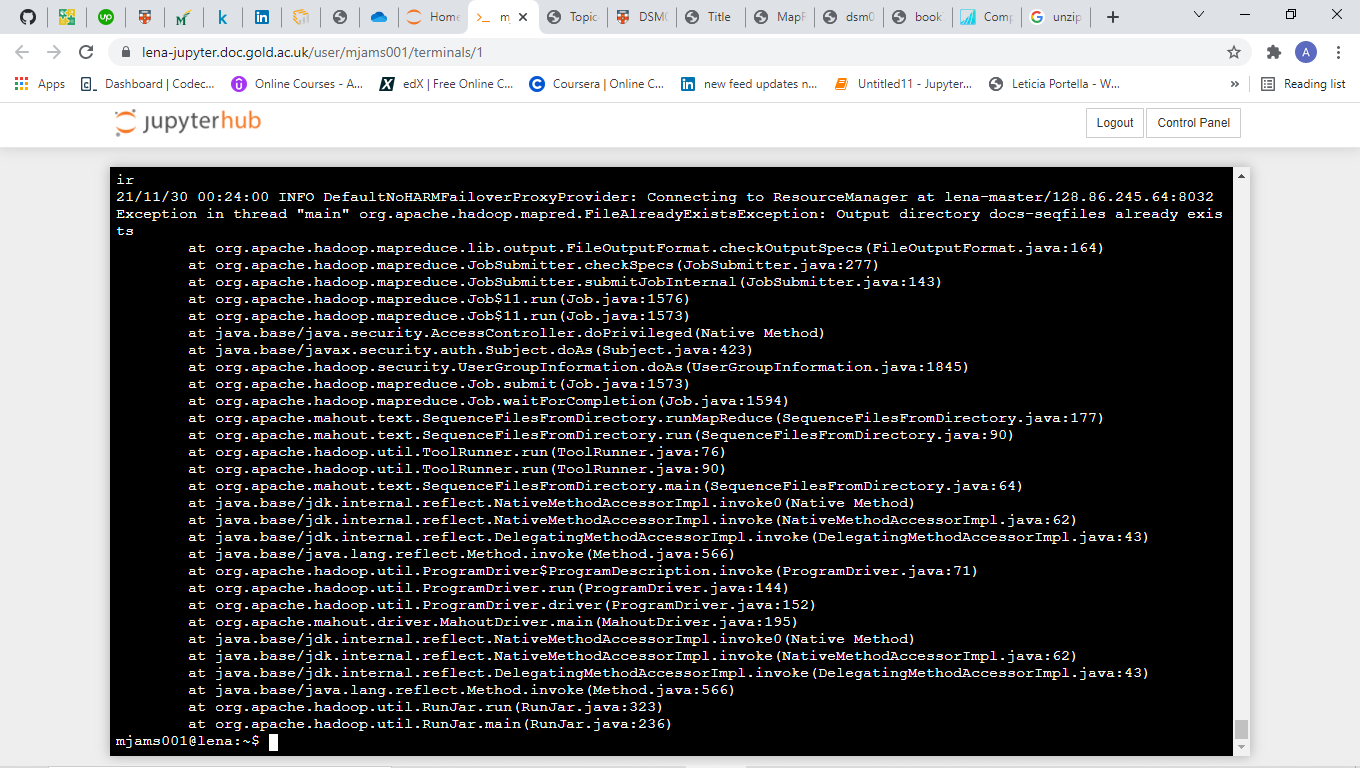 Home
m
Topic
DSM0
Title
MapR
dsm0
book
Comp
unzip
lena-jupyter.doc.gold.ac.uk/user/mjams001/terminals/1
A
Apps
Dashboard | Codec...
Online Courses - A...
edX | Free Online C...
Coursera | Online C...
new feed updates n...
Untitled11 - Jupyter...
Leticia Portella - W...
»
Reading list
jupyterhub
Logout
Control Panel
ir
21/11/30 00:24:00 INFO DefaultNoHARMFailoverProxyProvider: Connecting to ResourceManager at lena-master/128.86.245.64:8032
Exception in thread "main" org.apache.hadoop.mapred.FileAlreadyExistsException: Output directory docs-seqfiles already exis
ts
at org.apache.hadoop.mapreduce.lib.output.FileOutputFormat.checkOutputSpecs(FileOutputFormat.java:164)
at org.apache.hadoop.mapreduce.JobSubmitter.checkSpecs(JobSubmitter.java:277)
at org.apache.hadoop.mapreduce.JobSubmitter.submitJobInternal(JobSubmitter.java:143)
at org.apache.hadoop.mapreduce.Job$11.run(Job.java:1576)
at org.apache.hadoop.mapreduce.Job$11.run(Job.java:1573)
at java.base/java.security.AccessController.doPrivileged(Native Method)
at java.base/javax.security.auth.Subject.doAs(Subject.java:423)
at org.apache.hadoop.security.UserGroupInformation.doAs(UserGroupInformation.java:1845)
at org.apache.hadoop.mapreduce.Job.submit(Job.java:1573)
at org.apache.hadoop.mapreduce.Job.waitForCompletion(Job.java:1594)
at org.apache.mahout.text.SequenceFilesFromDirectory.runMapReduce(SequenceFilesFromDirectory.java:177)
at org.apache.mahout.text.SequenceFilesFromDirectory.run(SequenceFilesFromDirectory.java:90)
at org.apache.hadoop.util.ToolRunner.run(ToolRunner.java:76)
at org.apache.hadoop.util.ToolRunner.run(ToolRunner.java:90)
at org.apache.mahout.text.SequenceFilesFromDirectory.main(SequenceFilesFromDirectory.java:64)
at java.base/jdk.internal.reflect.NativeMethodAccessorImpl.invoke0(Native Method)
at java.base/jdk.internal.reflect.NativeMethodAccessorImpl.invoke(NativeMethodAccessorImpl.java:62)
at java.base/jdk.internal.reflect.DelegatingMethodAccessorImpl.invoke(DelegatingMethodAccessorImpl.java:43)
at java.base/java.lang.reflect.Method.invoke(Method.java:566)
at org.apache.hadoop.util.ProgramDriver$ProgramDescription.invoke(ProgramDriver.java:71)
at org.apache.hadoop.util.ProgramDriver.run(ProgramDriver.java:144)
at org.apache.hadoop.util.ProgramDriver.driver(ProgramDriver.java:152)
at org.apache.mahout.driver.MahoutDriver.main(MahoutDriver.java:195)
at java.base/jdk.internal.reflect.NativeMethodAccessorImpl.invoke0(Native Method)
at java.base/jdk.internal.reflect.NativeMethodAccessorImpl.invoke(NativeMethodAccessorImpl.java:62)
at java.base/jdk.internal.reflect.DelegatingMethodAccessorImpl.invoke(DelegatingMethodAccessorImpl.java:43)
at java.base/java.lang.reflect.Method.invoke(Method.java:566)
at org.apache.hadoop.util.RunJar.run(RunJar.java:323)
at org.apache.hadoop.util.RunJar.main(RunJar.java:236)
mjams001@lena:~$